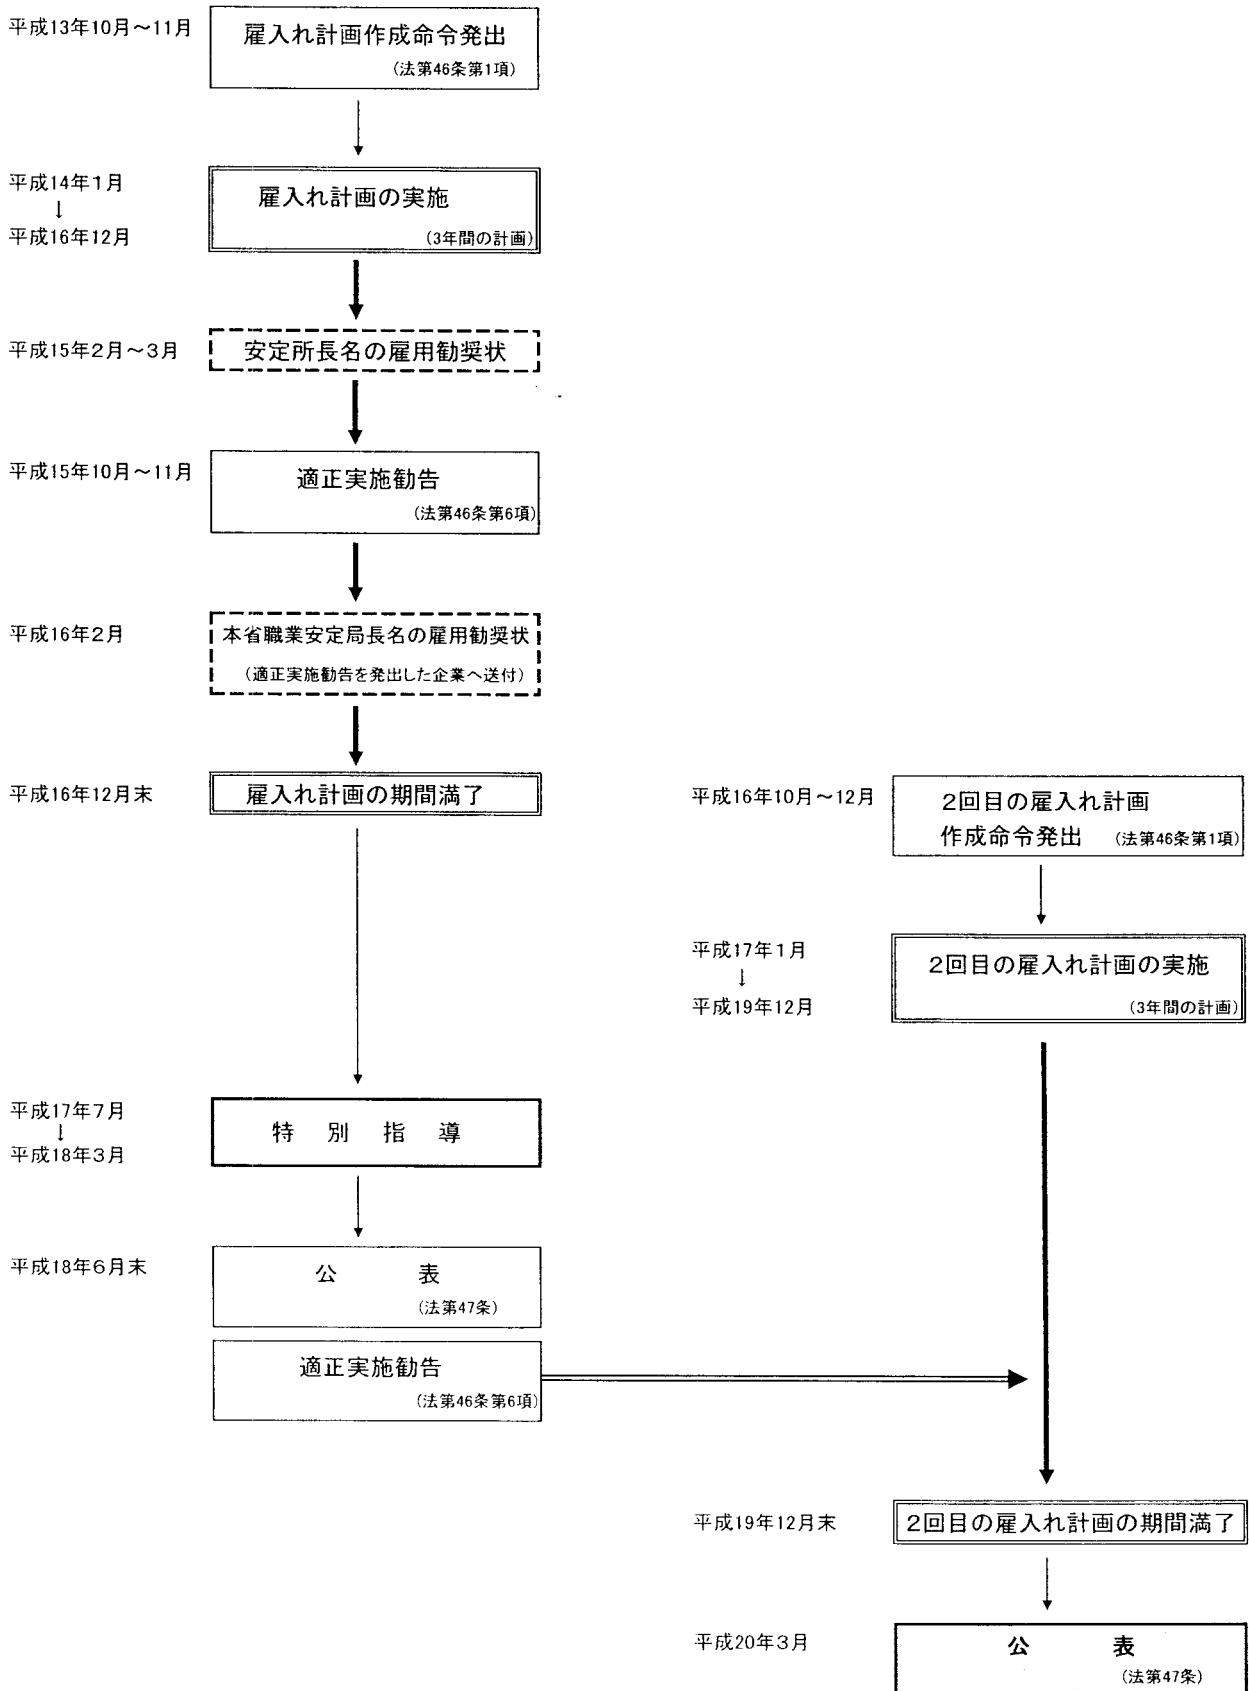 平成13年10月～11月
雇入れ計画作成命令発出
(法第46条第1項)
平成14年1月
↓
平成16年12月
雇入れ計画の実施
(3年間の計画)
平成15年2月～3月
安定所長名の雇用勧奨状
平成15年10月～11月
適正実施勧告
(法第46条第6項)
平成16年2月
本省職業安定局長名の雇用勧奨状
(適正実施勧告を発出した企業へ送付)
平成16年12月末
雇入れ計画の期間満了
平成16年10月～12月
2回目の雇入れ計画
作成命令発出 (法第46条第1項)
平成17年1月
↓
平成19年12月
2回目の雇入れ計画の実施
(3年間の計画)
平成17年7月
↓
平成18年3月
特 別 指 導
平成18年6月末
公 表
(法第47条)
適正実施勧告
(法第46条第6項)
平成19年12月末
2回目の雇入れ計画の期間満了
平成20年3月
公 表
(法第47条)